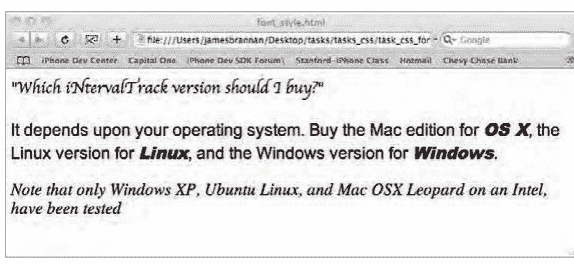 font_style.html
file:///Users/jamesbrannan/Desktop/tasks/tasks_css/task_css_for
Google
iPhone Dev Center Capital One iPhone Dev SDK Forum\ Stanford-iPhone Class Hotmail Chevy Chase Bank
"Which iNtervalTrack version should I buy?"
It depends upon your operating system. Buy the Mac edition for OS X, the
Linux version for Linux, and the Windows version for Windows.
Note that only Windows XP, Ubuntu Linux, and Mac OSX Leopard on an Intel,
have been tested